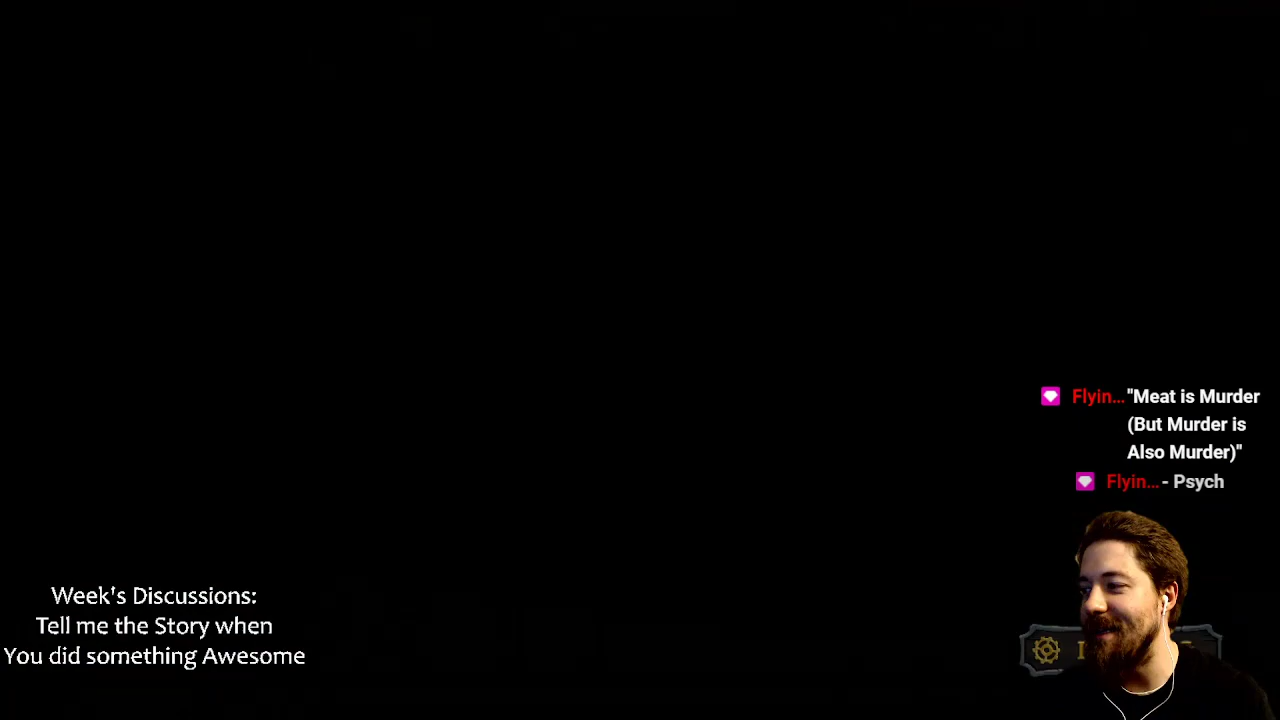 Flyin... "Meat is Murder
(But Murder is
Also Murder)"
Flyin... - Psych
Week's Discussions:
Tell me the Story when
You did something Awesome